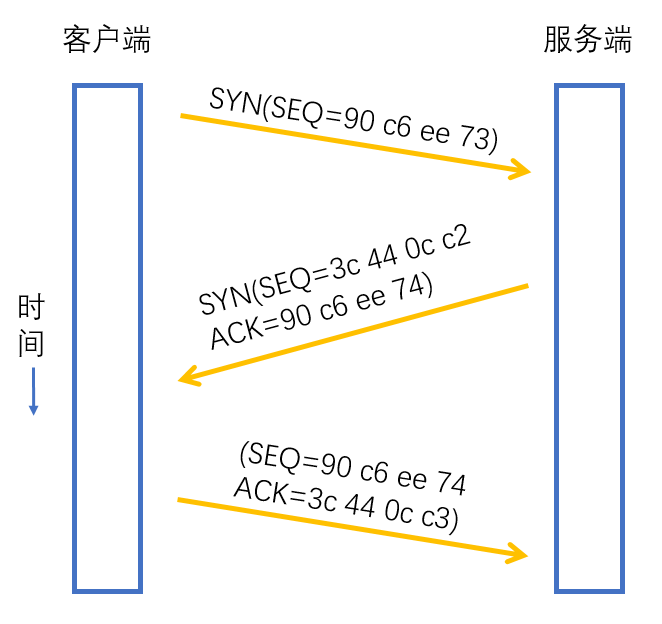 客户端
服务端
SYN(SEQ=90 c6 ee 73)
SYN(SEQ=3c 44 0c c2
ACK=90 c6 ee 74)
时
间
(SEQ=90 c6 ee 74
ACK=3c 44 0c c3)